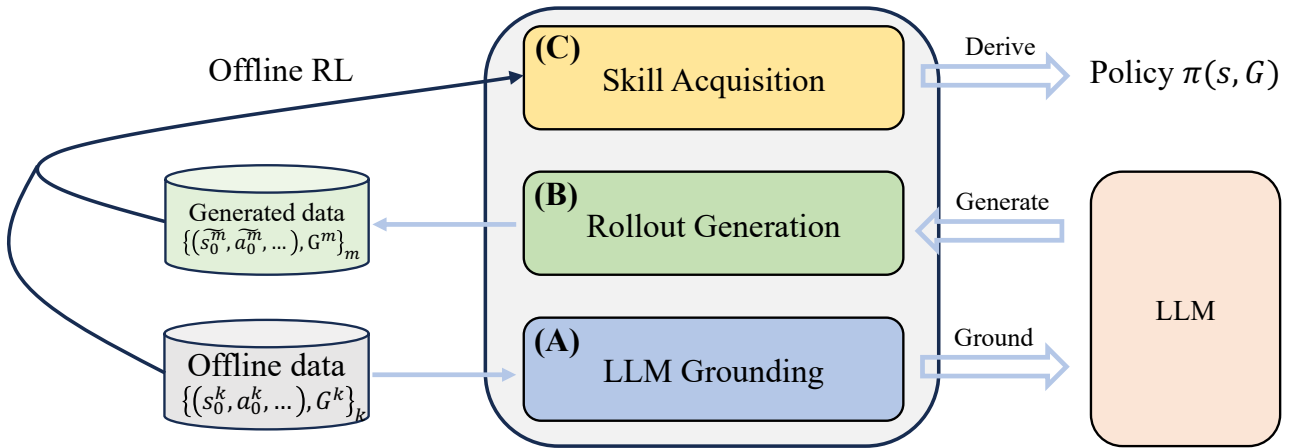 Offline RL
(C)
Skill Acquisition
Derive
Policy π(s, G)
Generated data
{(s̃₀ᵐ, ã₀ᵐ, …), Gᵐ}ₘ
(B)
Rollout Generation
Generate
LLM
Offline data
{(s₀ᵏ, a₀ᵏ, …), Gᵏ}ₖ
(A)
LLM Grounding
Ground